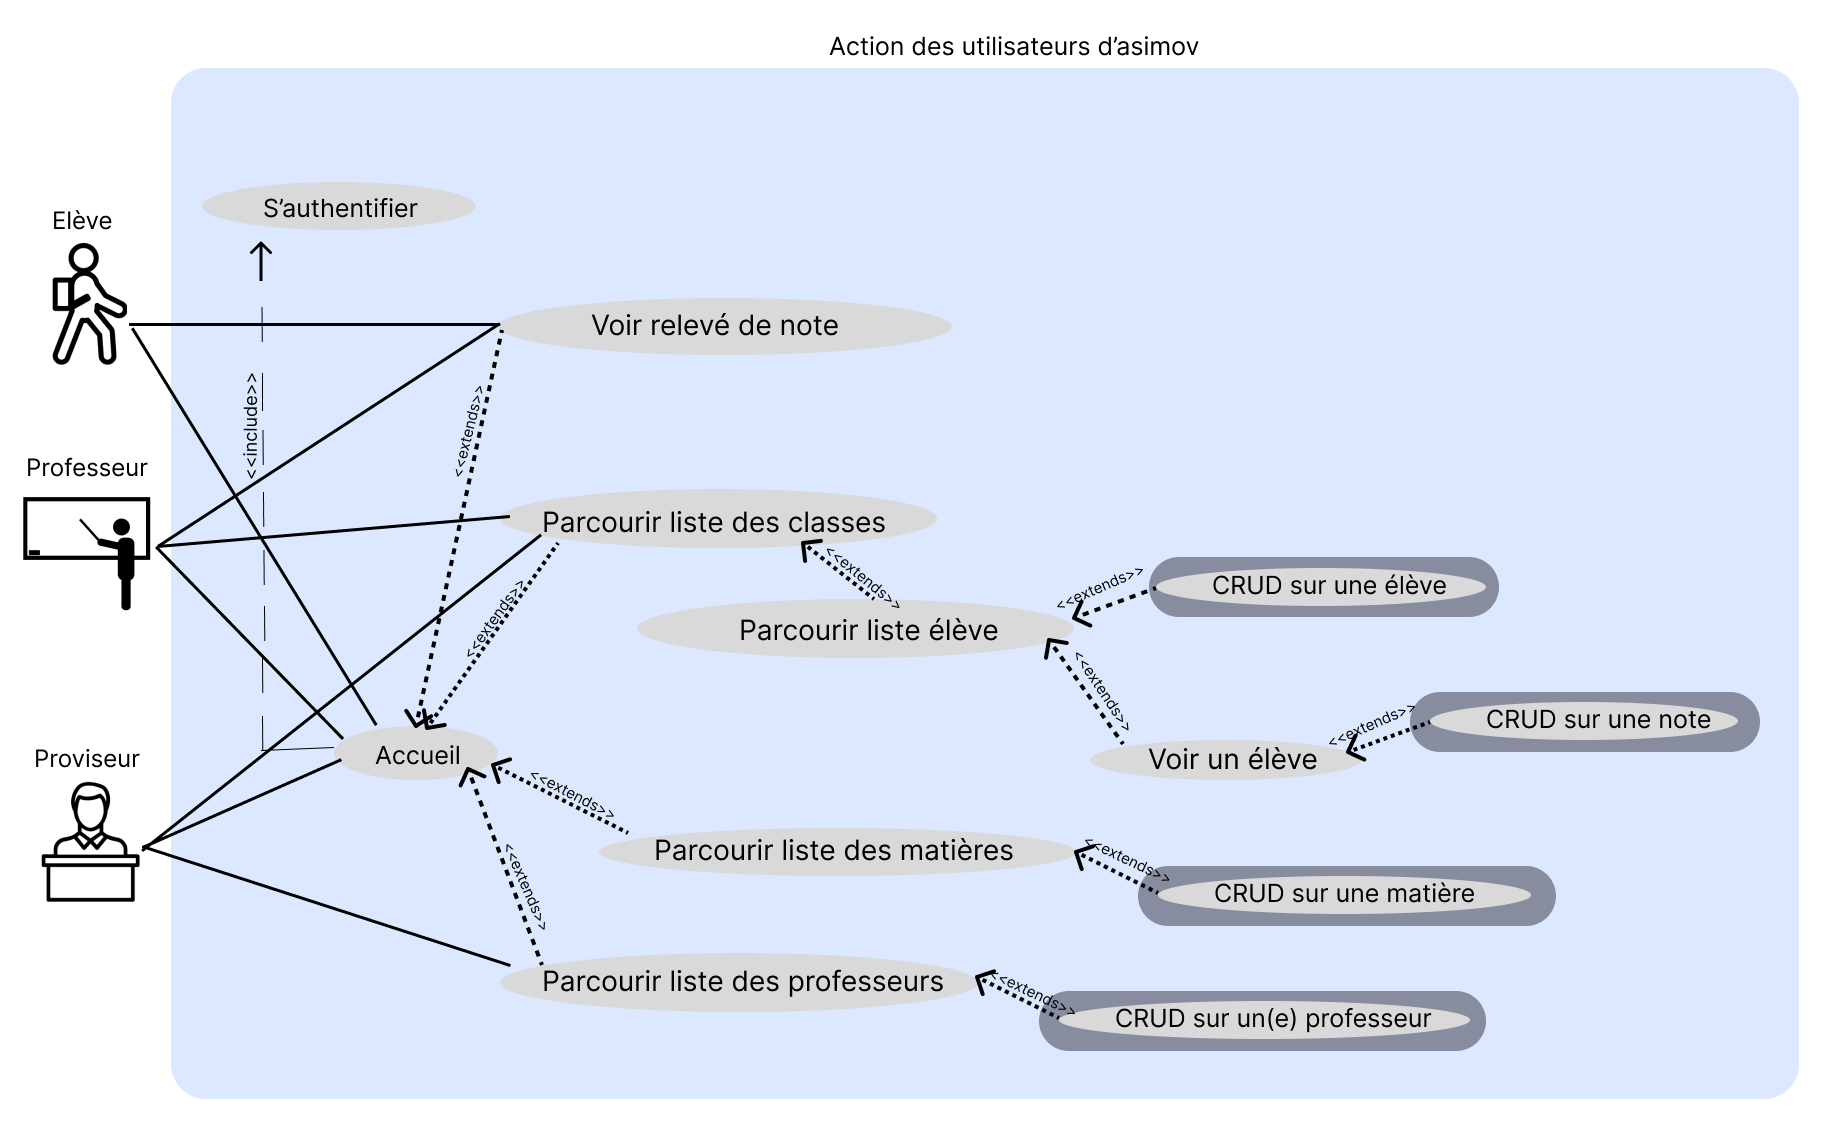 Action des utilisateurs d’asimov
S’authentifier
Elève
Voir relevé de note
<<include>>
<<extends>>
Professeur
Parcourir liste des classes
<<extends>>
<<extends>>
<<extends>>
CRUD sur une élève
Parcourir liste élève
<<extends>>
<<extends>>
CRUD sur une note
Proviseur
Accueil
Voir un élève
<<extends>>
Parcourir liste des matières
<<extends>>
CRUD sur une matière
<<extends>>
Parcourir liste des professeurs
<<extends>>
CRUD sur un(e) professeur